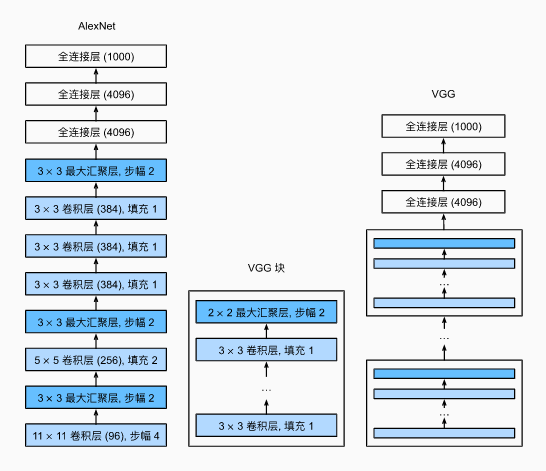 AlexNet
全连接层 (1000)
全连接层 (4096)
全连接层 (4096)
3 × 3 最大汇聚层, 步幅 2
3 × 3 卷积层 (384), 填充 1
3 × 3 卷积层 (384), 填充 1
3 × 3 卷积层 (384), 填充 1
3 × 3 最大汇聚层, 步幅 2
5 × 5 卷积层 (256), 填充 2
3 × 3 最大汇聚层, 步幅 2
11 × 11 卷积层 (96), 步幅 4
VGG 块
2 × 2 最大汇聚层, 步幅 2
3 × 3 卷积层, 填充 1
...
3 × 3 卷积层, 填充 1
VGG
全连接层 (1000)
全连接层 (4096)
全连接层 (4096)
...
...
...